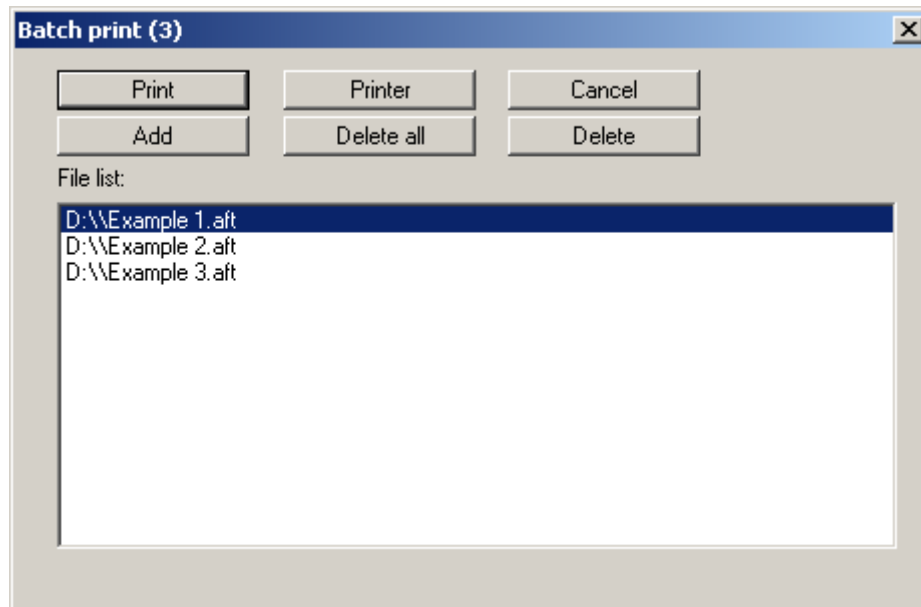 Batch print (3)
Print Printer Cancel
Add Delete all Delete
File list:
D:\\Example 1.aft
D:\\Example 2.aft
D:\\Example 3.aft